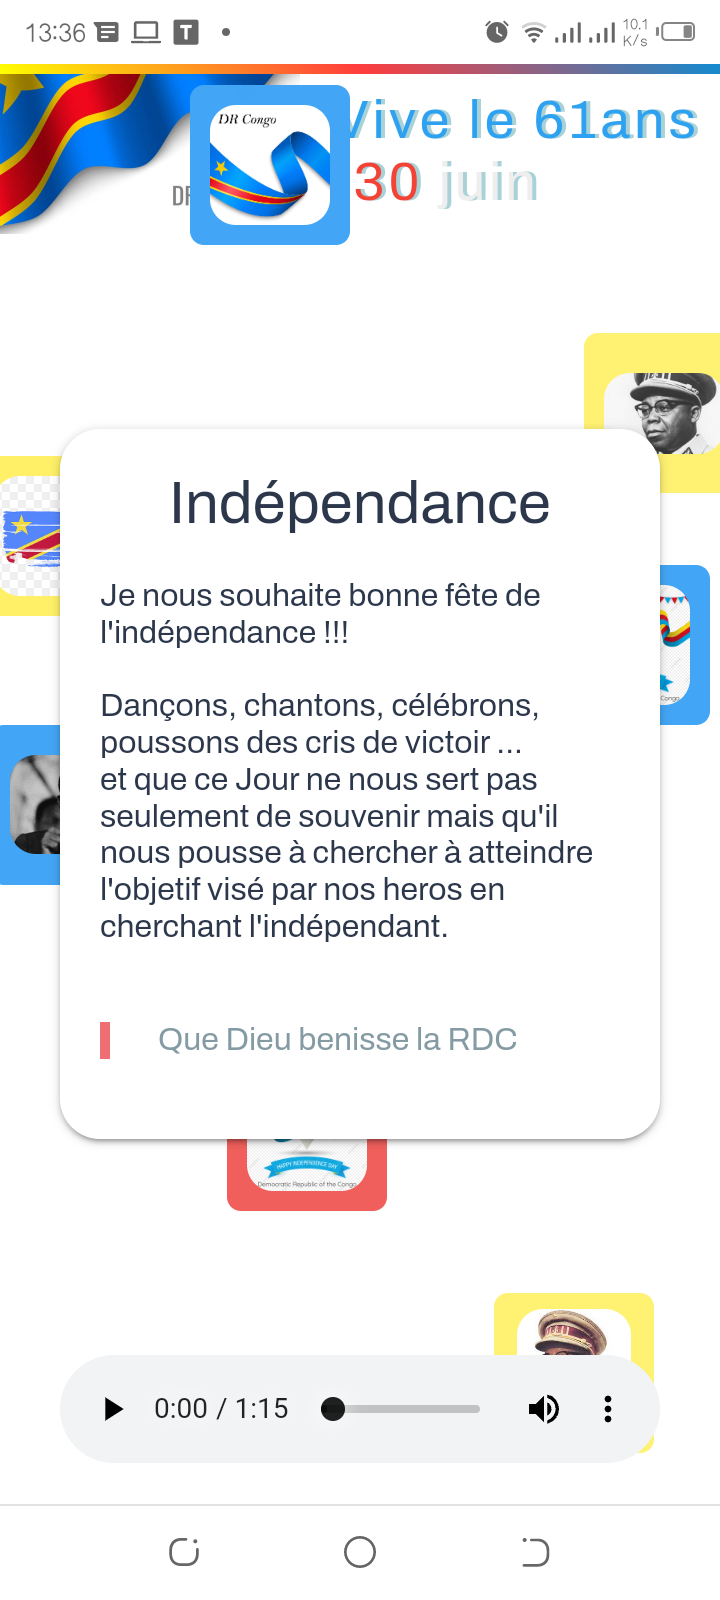 13:36
10.1
K/s
DR Congo
Vive le 61ans
30 juin
Indépendance
Je nous souhaite bonne fête de
l'indépendance !!!
Dançons, chantons, célébrons,
poussons des cris de victoir ...
et que ce Jour ne nous sert pas
seulement de souvenir mais qu'il
nous pousse à chercher à atteindre
l'objetif visé par nos heros en
cherchant l'indépendant.
Que Dieu benisse la RDC
HAPPY INDEPENDENCE DAY
Democratic Republic of the Congo
0:00 / 1:15